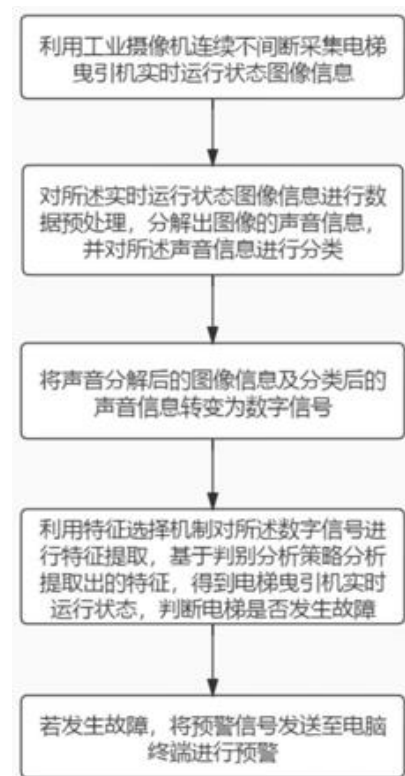 利用工业摄像机连续不间断采集电梯
曳引机实时运行状态图像信息
对所述实时运行状态图像信息进行数
据预处理，分解出图像的声音信息，
并对所述声音信息进行分类
将声音分解后的图像信息及分类后的
声音信息转变为数字信号
利用特征选择机制对所述数字信号进
行特征提取，基于判别分析策略分析
提取出的特征，得到电梯曳引机实时
运行状态，判断电梯是否发生故障
若发生故障，将预警信号发送至电脑
终端进行预警